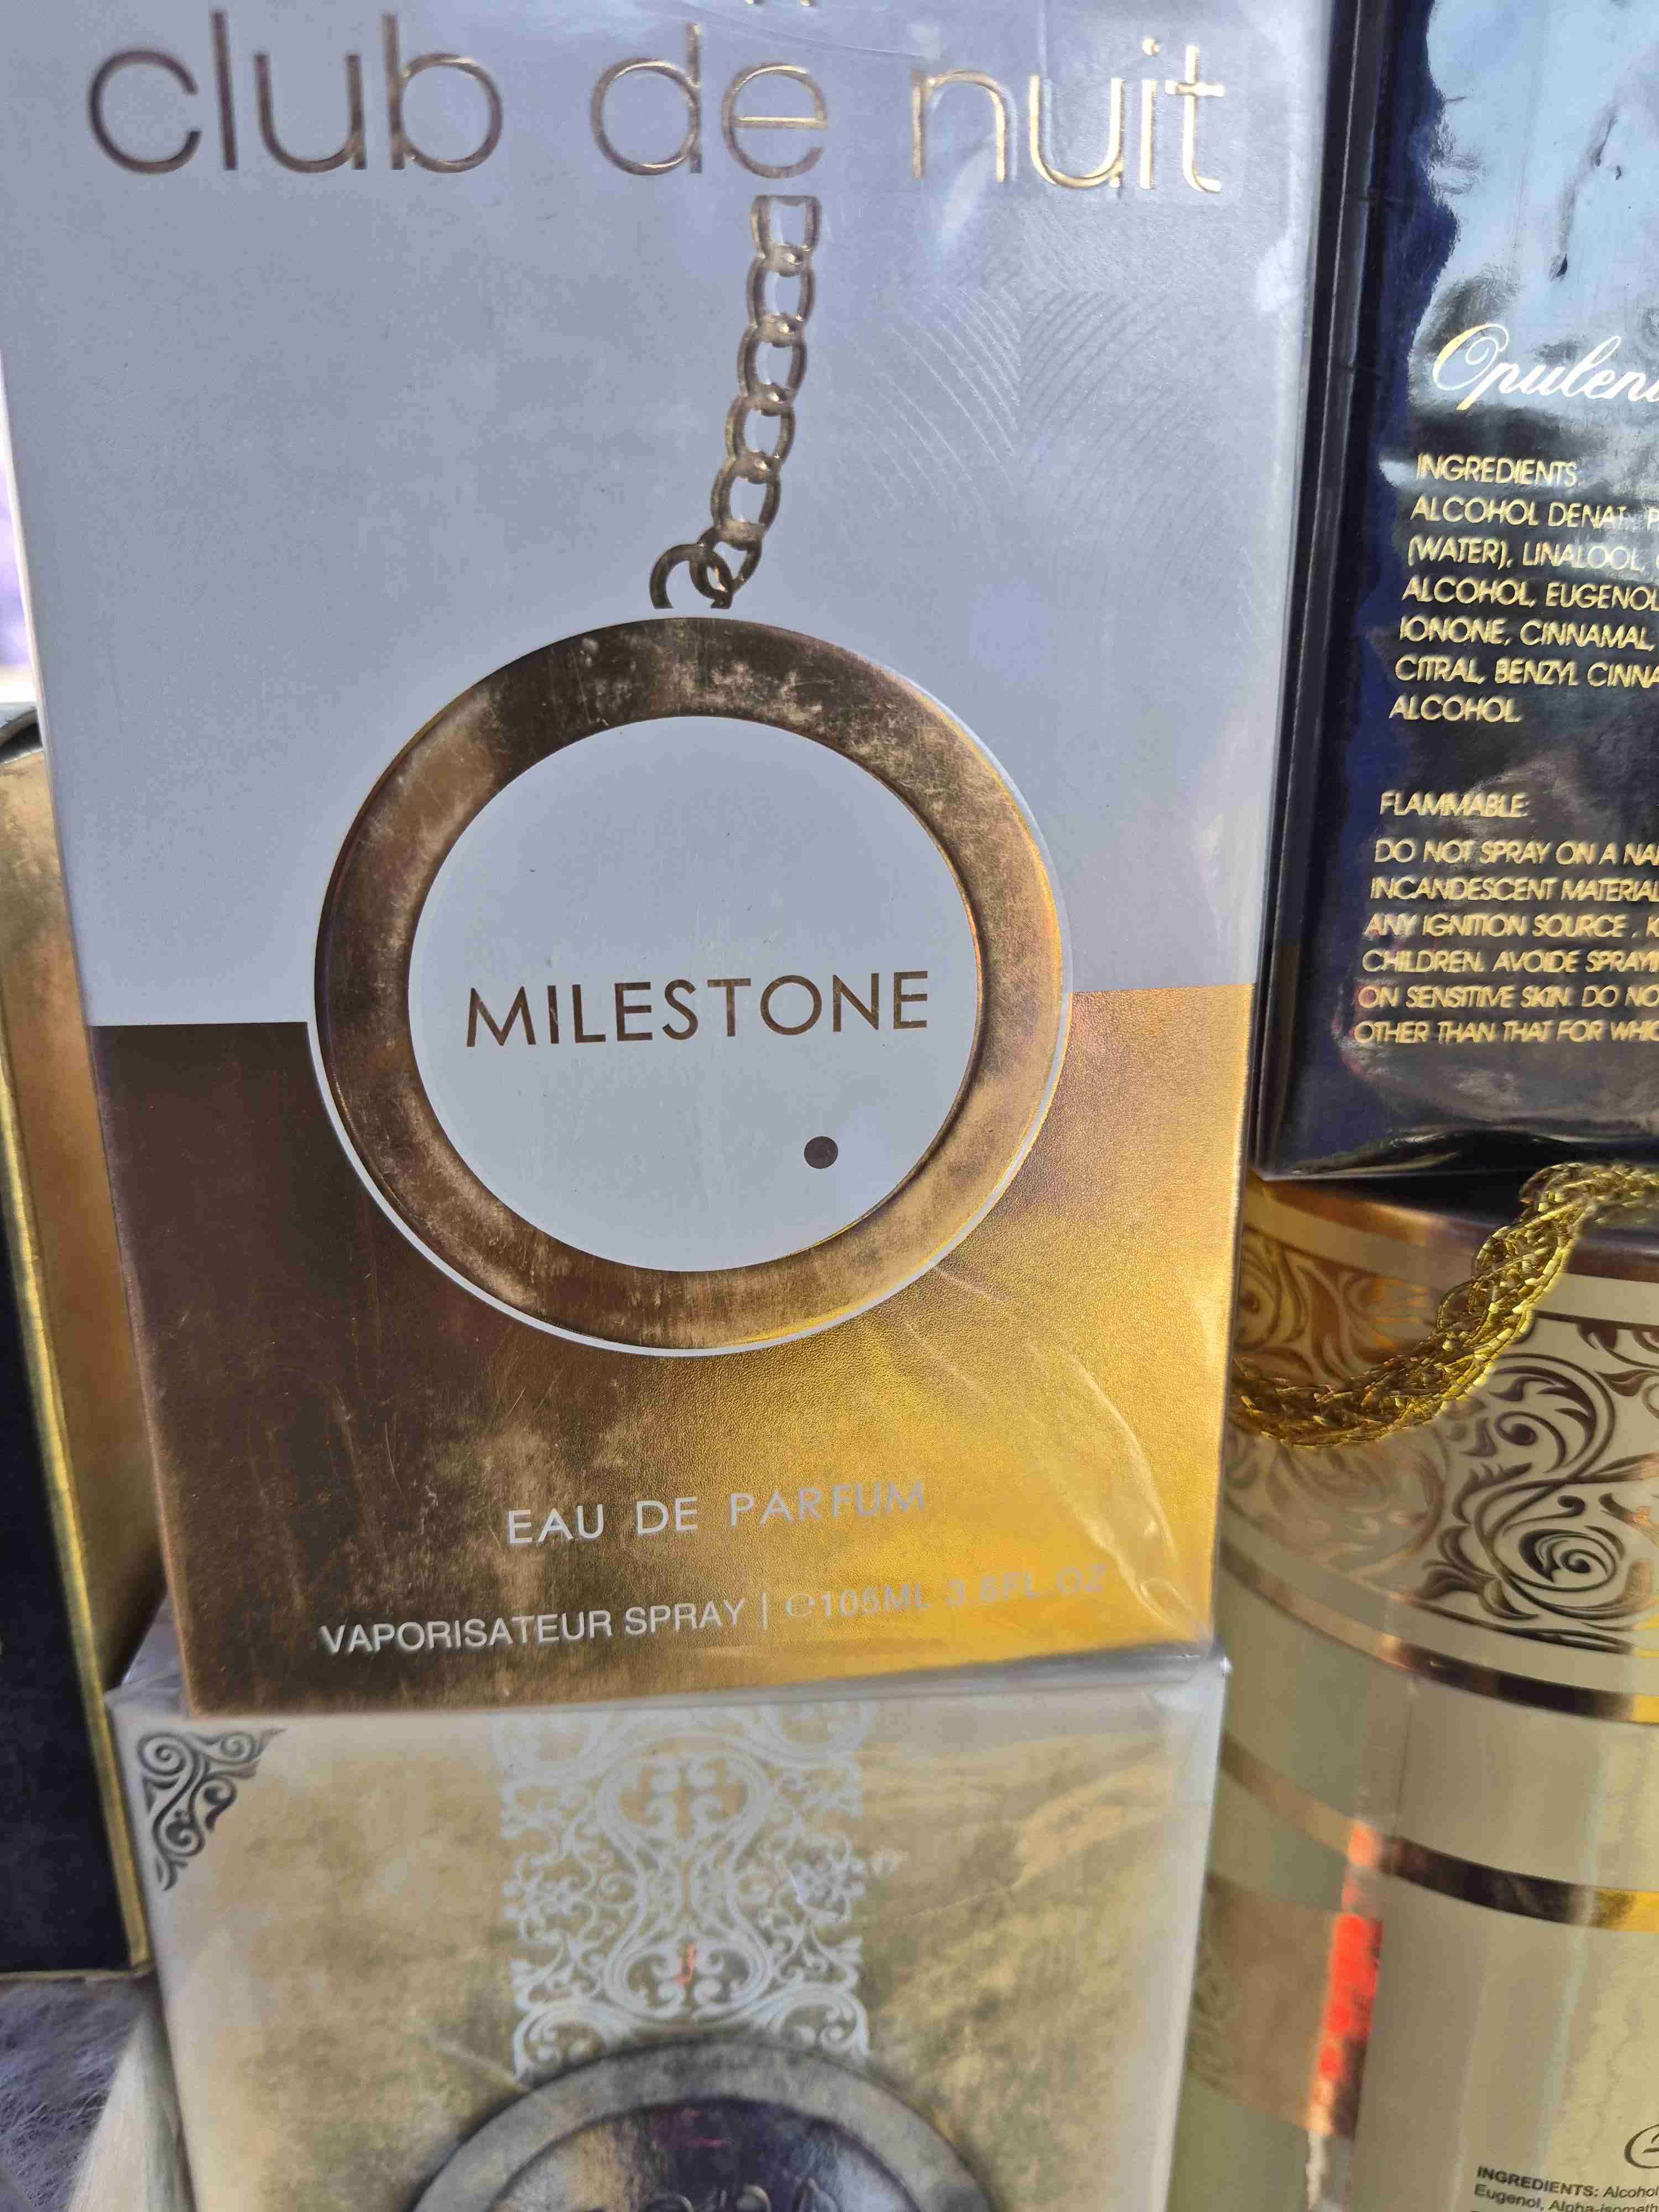 club de nuit
MILESTONE
EAU DE PARFUM
VAPORISATEUR SPRAY | ℮105ML 3.6FL.OZ
INGREDIENTS:
ALCOHOL DENAT.
(WATER), LINALOOL,
ALCOHOL, EUGENOL
IONONE, CINNAMAL,
CITRAL, BENZYL
ALCOHOL.
FLAMMABLE:
DO NOT SPRAY ON A
INCANDESCENT
ANY IGNITION SOURCE .
CHILDREN. AVOIDE
ON SENSITIVE SKIN. DO
OTHER THAN THAT FOR
INGREDIENTS: Alcohol
Eugenol,